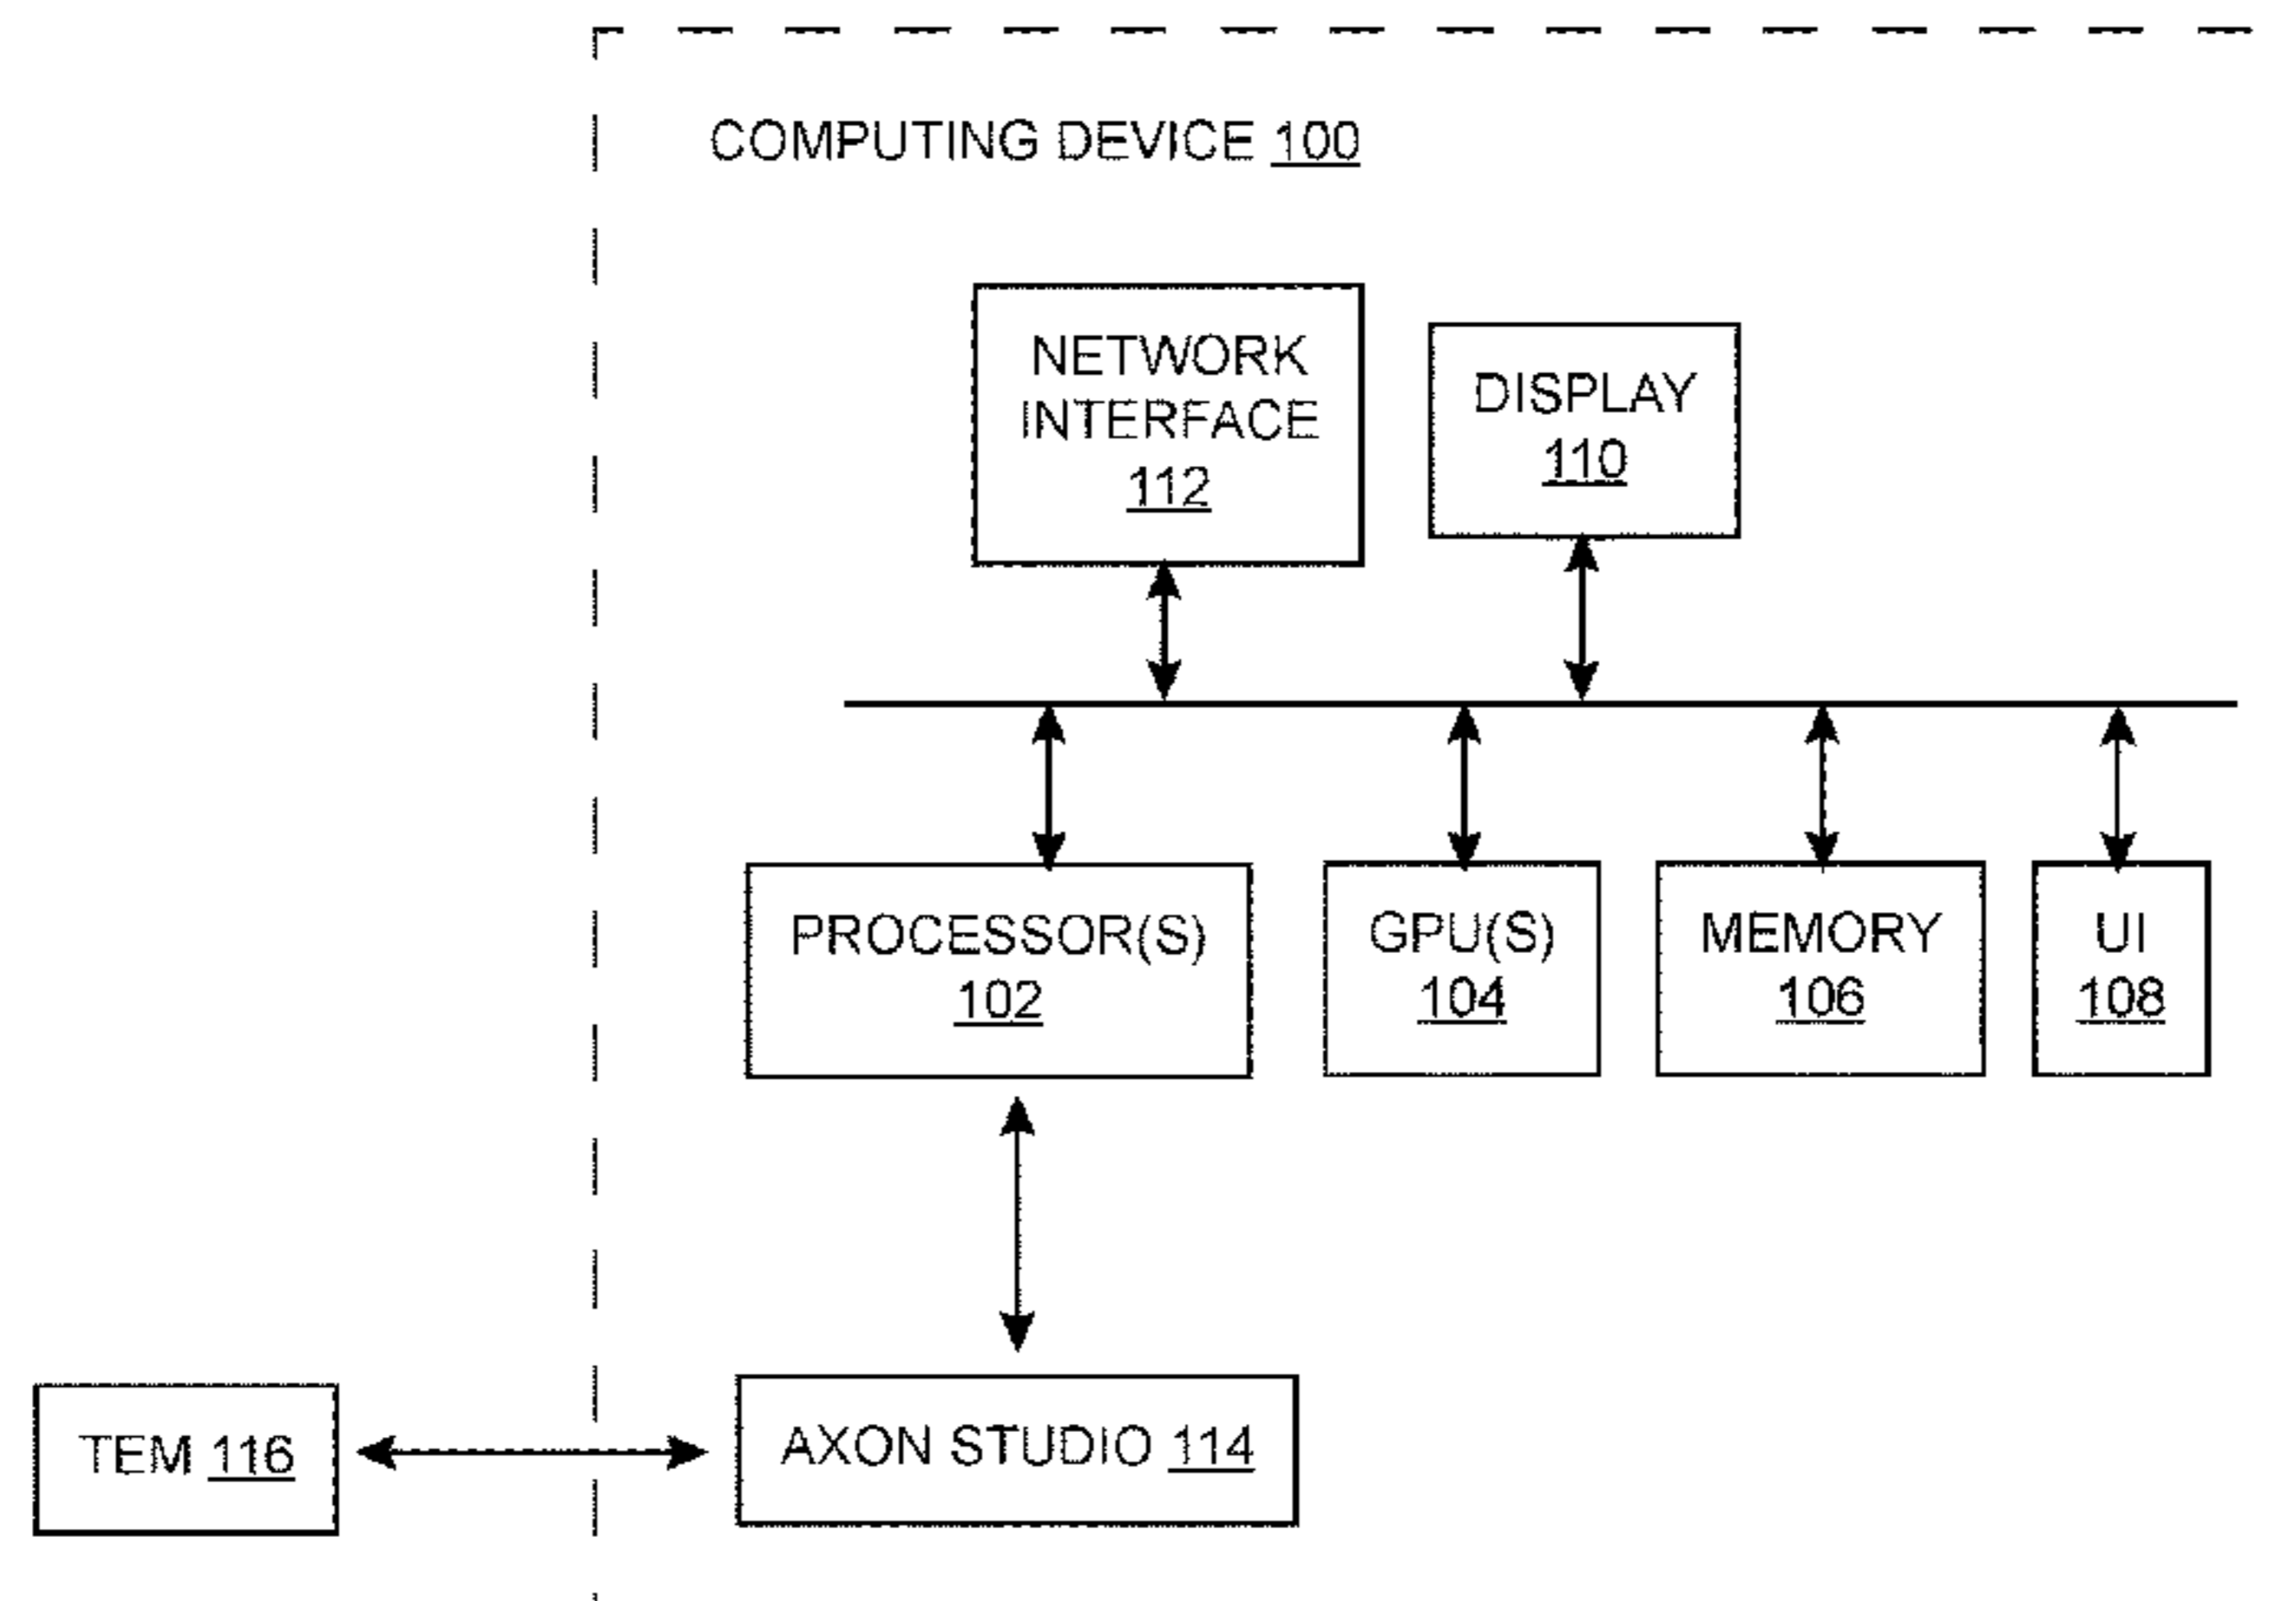 COMPUTING DEVICE 100
NETWORK
INTERFACE
112
DISPLAY
110
PROCESSOR(S)
102
GPU(S)
104
MEMORY
106
UI
108
TEM 116
AXON STUDIO 114